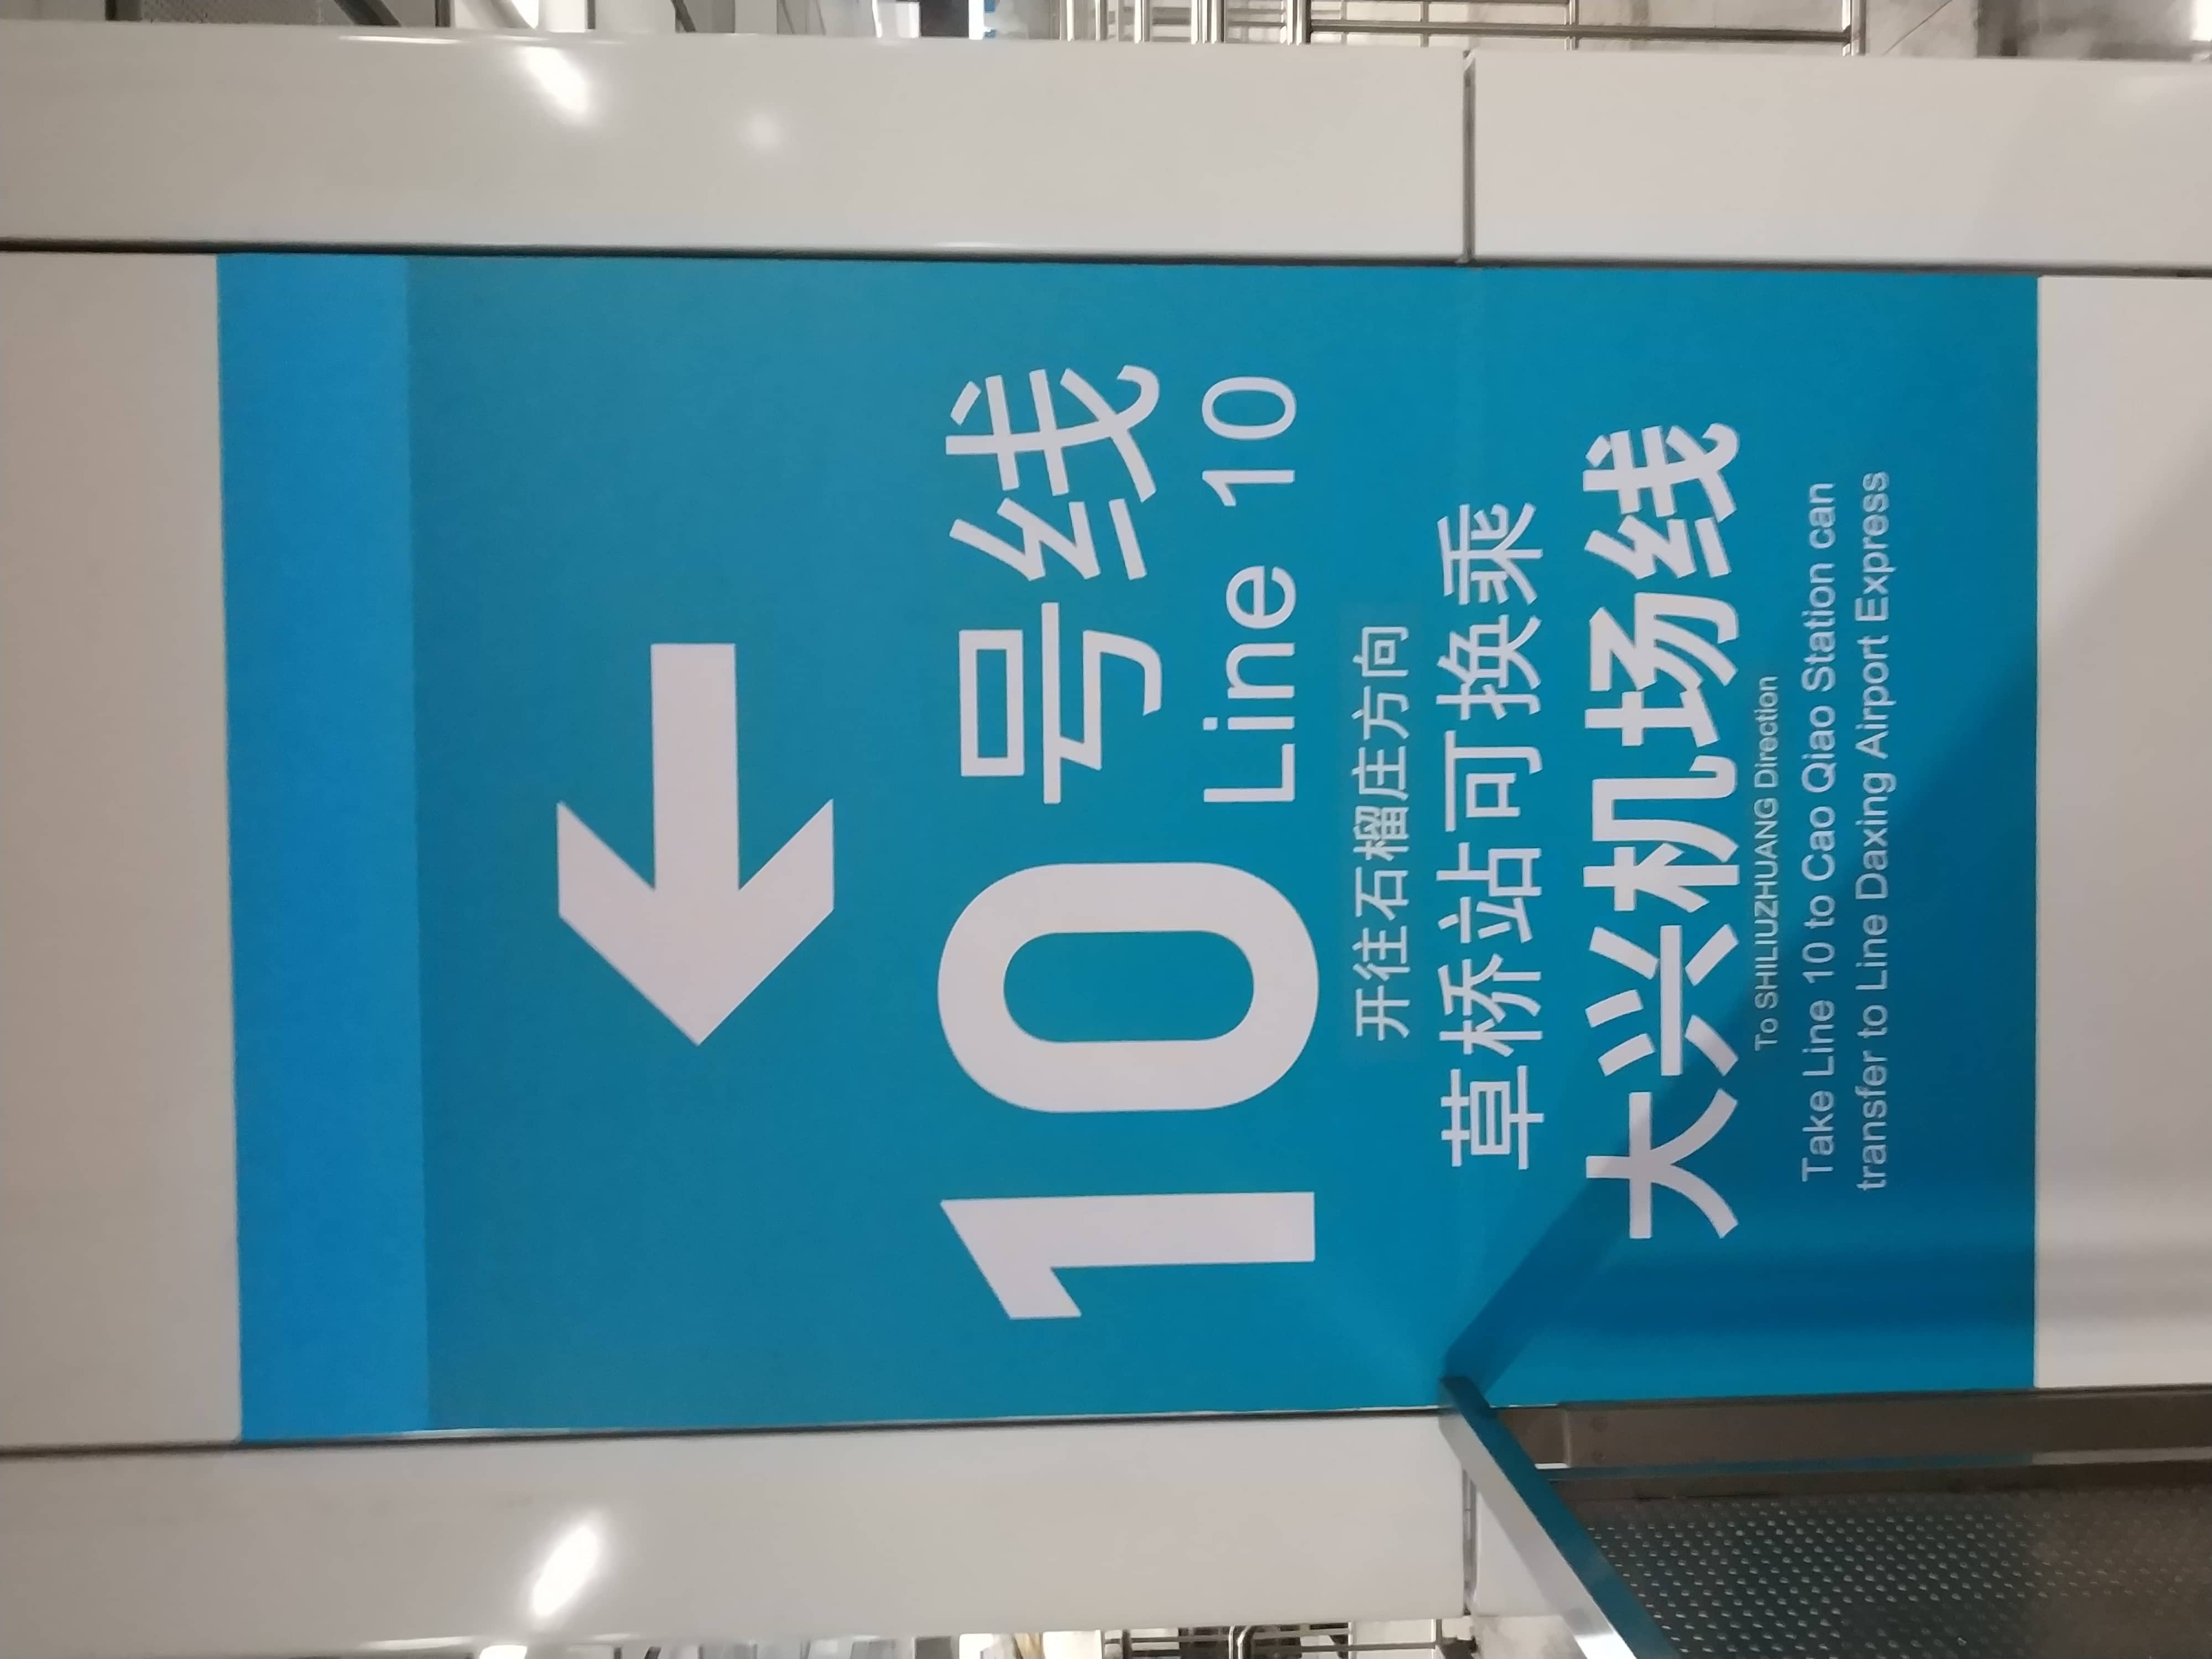 10号线
Line 10
开往石榴庄方向
草桥站可换乘
大兴机场线
To SHILIUZHUANG Direction
Take Line 10 to Cao Qiao Station can
transfer to Line Daxing Airport Express